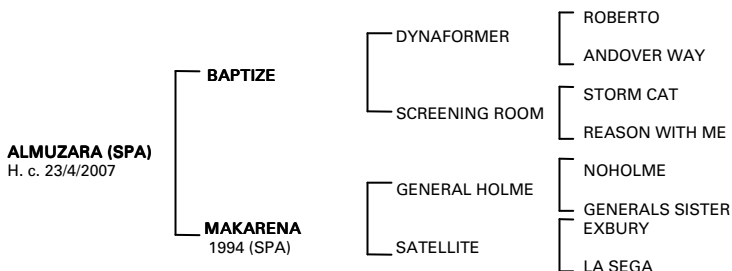 ROBERTO
DYNAFORMER
ANDOVER WAY
BAPTIZE
STORM CAT
SCREENING ROOM
REASON WITH ME
ALMUZARA (SPA)
H. c. 23/4/2007
NOHOLME
GENERAL HOLME
GENERALS SISTER
MAKARENA
1994 (SPA)
EXBURY
SATELLITE
LA SEGA